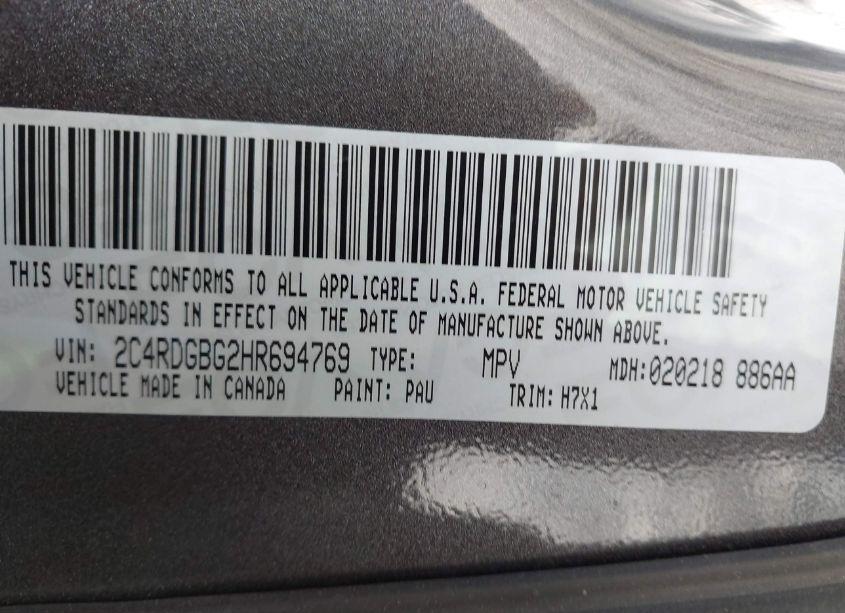 THIS VEHICLE CONFORMS TO ALL APPLICABLE U.S.A. FEDERAL MOTOR VEHICLE SAFETY
STANDARDS IN EFFECT ON THE DATE OF MANUFACTURE SHOWN ABOVE.
VIN: 2C4RDGBG2HR694769 TYPE: MPV MDH:020218 886AA
VEHICLE MADE IN CANADA PAINT: PAU TRIM: H7X1